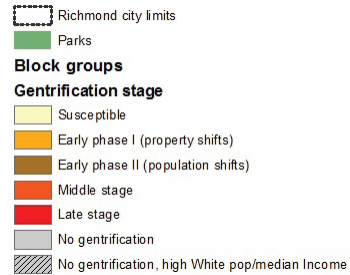 Richmond city limits
Parks
Block groups
Gentrification stage
Susceptible
Early phase I (property shifts)
Early phase II (population shifts)
Middle stage
Late stage
No gentrification
No gentrification, high White pop/median Income